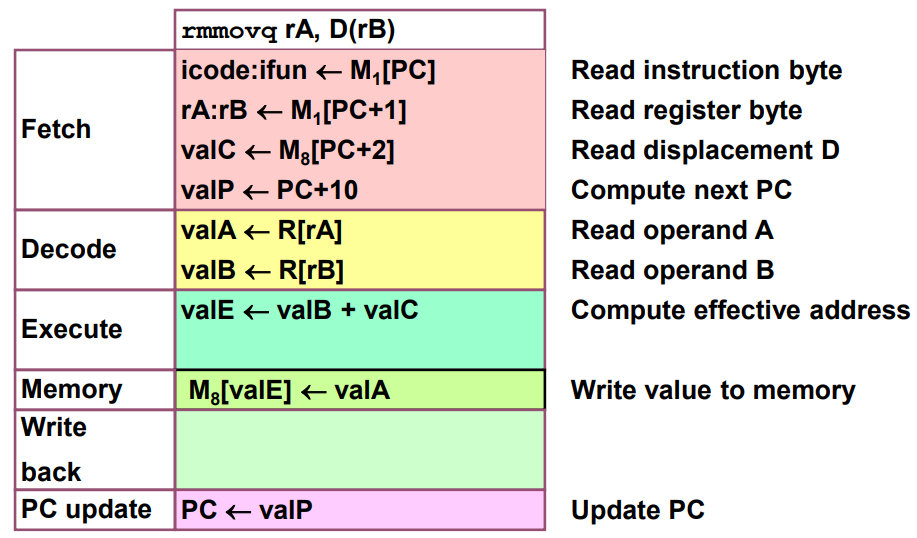 rmmovq rA, D(rB)
Fetch
icode:ifun ← M1[PC] Read instruction byte
rA:rB ← M1[PC+1] Read register byte
valC ← M8[PC+2] Read displacement D
valP ← PC+10 Compute next PC
Decode
valA ← R[rA] Read operand A
valB ← R[rB] Read operand B
Execute
valE ← valB + valC Compute effective address
Memory M8[valE] ← valA Write value to memory
Write
back
PC update PC ← valP Update PC